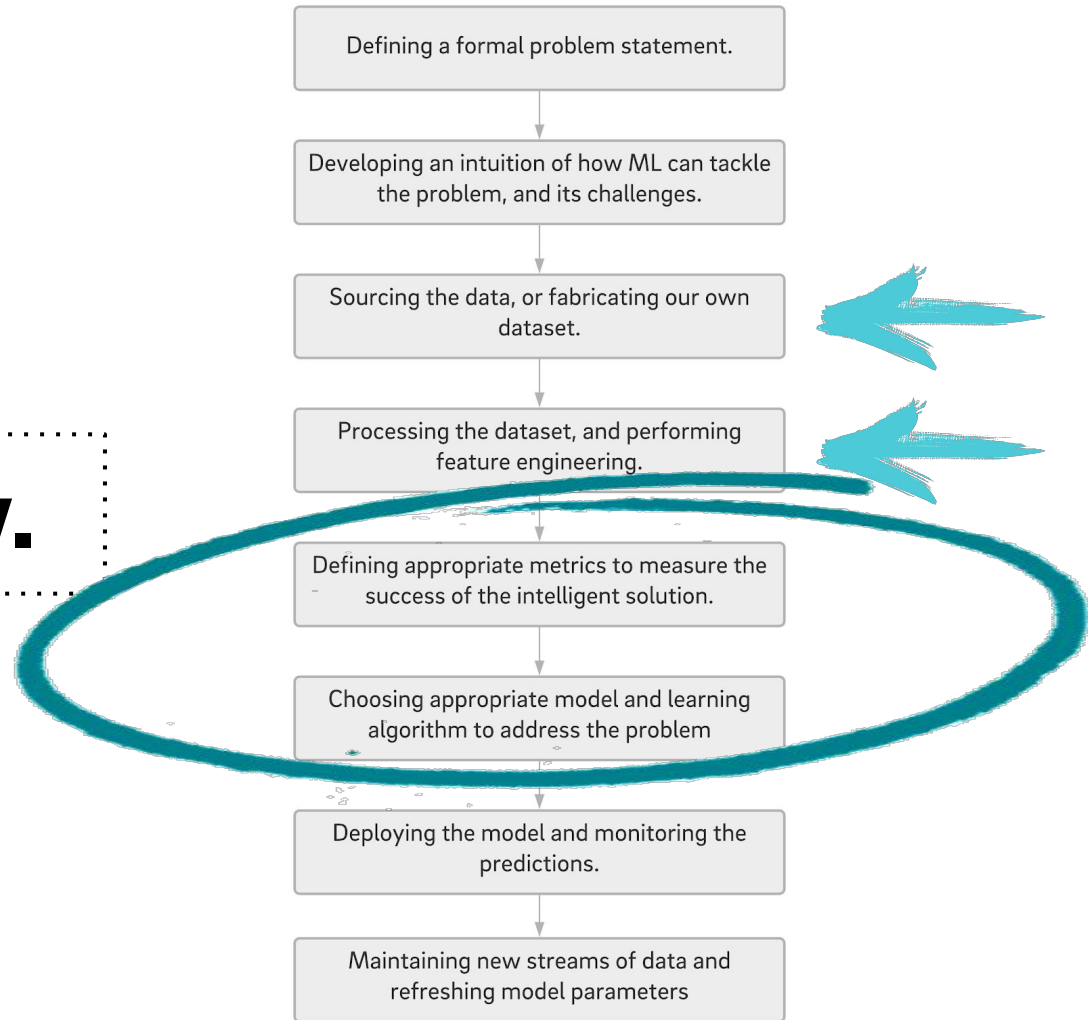 Defining a formal problem statement.
Developing an intuition of how ML can tackle
the problem, and its challenges.
Sourcing the data, or fabricating our own
dataset.
Processing the dataset, and performing
feature engineering.
Defining appropriate metrics to measure the
success of the intelligent solution.
Choosing appropriate model and learning
algorithm to address the problem
Deploying the model and monitoring the
predictions.
Maintaining new streams of data and
refreshing model parameters